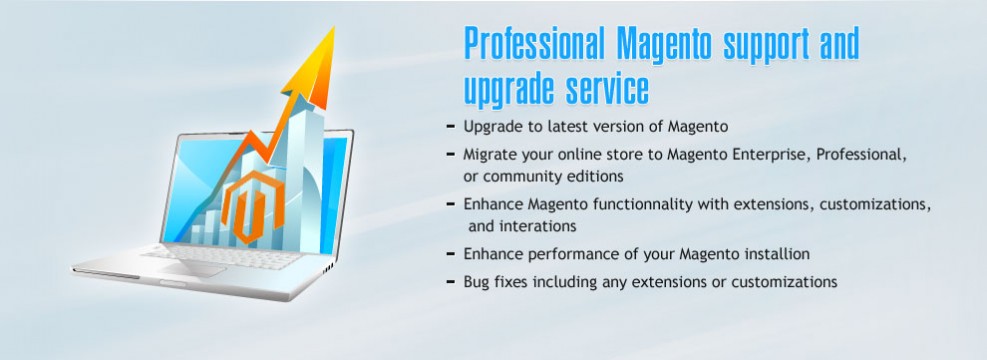 Professional Magento support and
upgrade service
- Upgrade to latest version of Magento
- Migrate your online store to Magento Enterprise, Professional,
or community editions
- Enhance Magento functionnality with extensions, customizations,
and interations
- Enhance performance of your Magento installion
- Bug fixes including any extensions or customizations